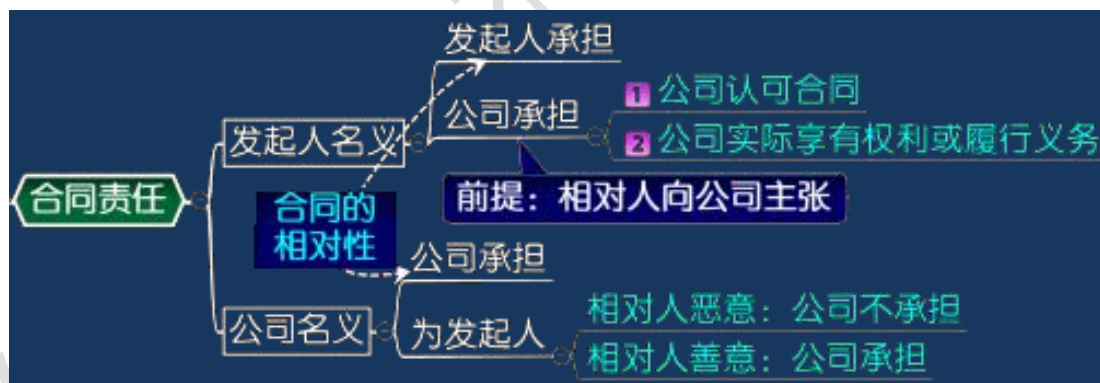 发起人承担
1 公司认可合同
公司承担
2 公司实际享有权利或履行义务
发起人名义
前提：相对人向公司主张
合同责任
合同的
相对性
公司承担
相对人恶意：公司不承担
公司名义
为发起人
相对人善意：公司承担